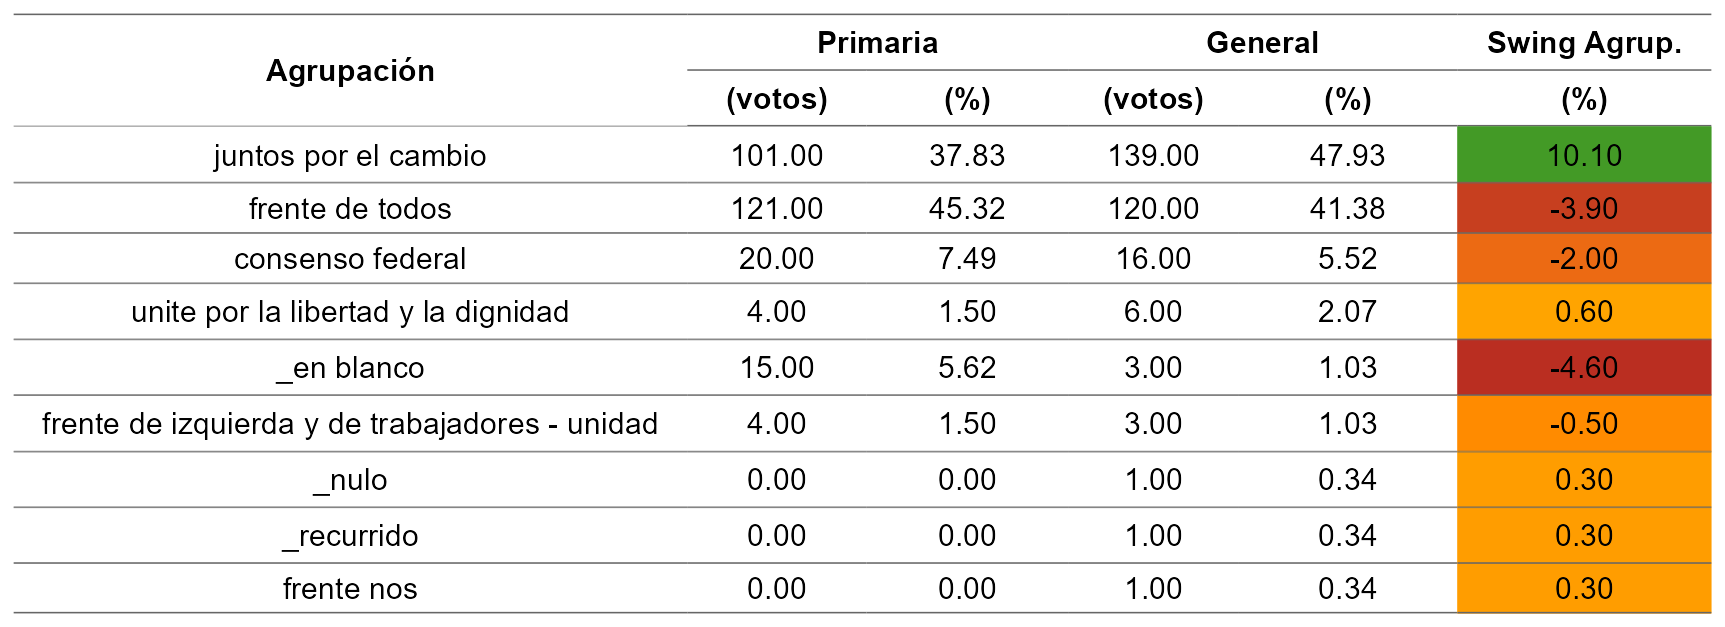 Agrupación Primaria General Swing Agrup.
(votos) (%) (votos) (%) (%)
juntos por el cambio 101.00 37.83 139.00 47.93 10.10
frente de todos 121.00 45.32 120.00 41.38 -3.90
consenso federal 20.00 7.49 16.00 5.52 -2.00
unite por la libertad y la dignidad 4.00 1.50 6.00 2.07 0.60
_en blanco 15.00 5.62 3.00 1.03 -4.60
frente de izquierda y de trabajadores - unidad 4.00 1.50 3.00 1.03 -0.50
_nulo 0.00 0.00 1.00 0.34 0.30
_recurrido 0.00 0.00 1.00 0.34 0.30
frente nos 0.00 0.00 1.00 0.34 0.30